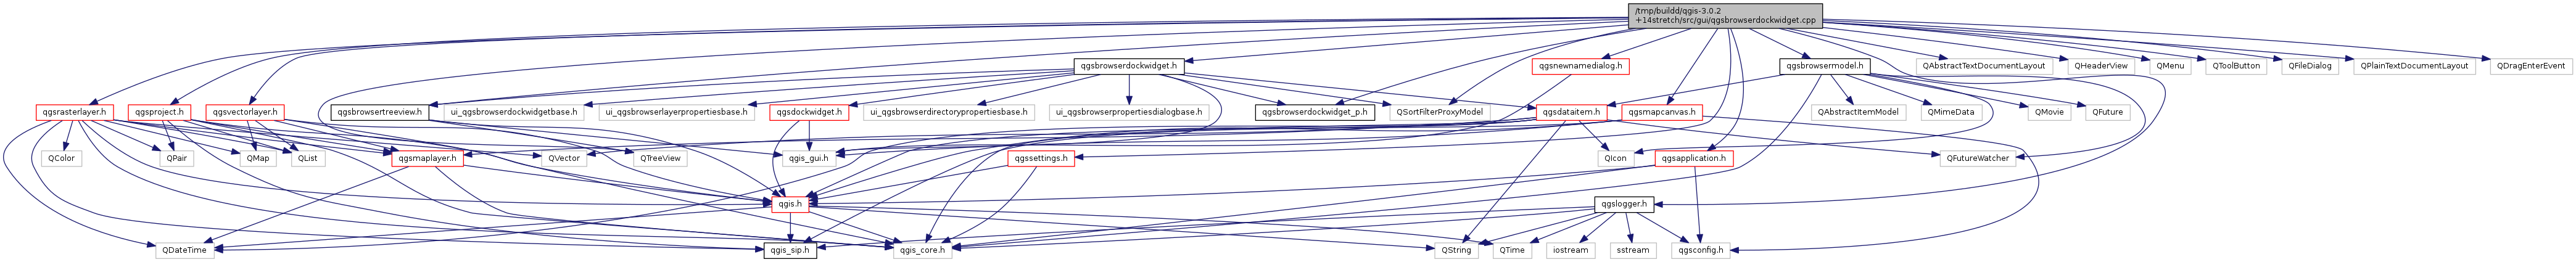 /tmp/buildd/qgis-3.0.2
+14stretch/src/gui/qgsbrowserdockwidget.cpp
qgsbrowserdockwidget.h
qgsnewnamedialog.h
qgsbrowsermodel.h
QAbstractTextDocumentLayout
QHeaderView
QMenu
QToolButton
QFileDialog
QPlainTextDocumentLayout
QDragEnterEvent
qgsrasterlayer.h
qgsproject.h
qgsvectorlayer.h
qgsbrowsertreeview.h
ui_qgsbrowserdockwidgetbase.h
ui_qgsbrowserlayerpropertiesbase.h
qgsdockwidget.h
ui_qgsbrowserdirectorypropertiesbase.h
ui_qgsbrowserpropertiesdialogbase.h
qgsbrowserdockwidget_p.h
QSortFilterProxyModel
qgsdataitem.h
qgsmapcanvas.h
QAbstractItemModel
QMimeData
QMovie
QFuture
QColor
QPair
QMap
QList
qgsmaplayer.h
QVector
QTreeView
qgis_gui.h
qgssettings.h
QIcon
qgsapplication.h
QFutureWatcher
qgis.h
qgslogger.h
QDateTime
qgis_sip.h
qgis_core.h
QString
QTime
iostream
sstream
qgsconfig.h